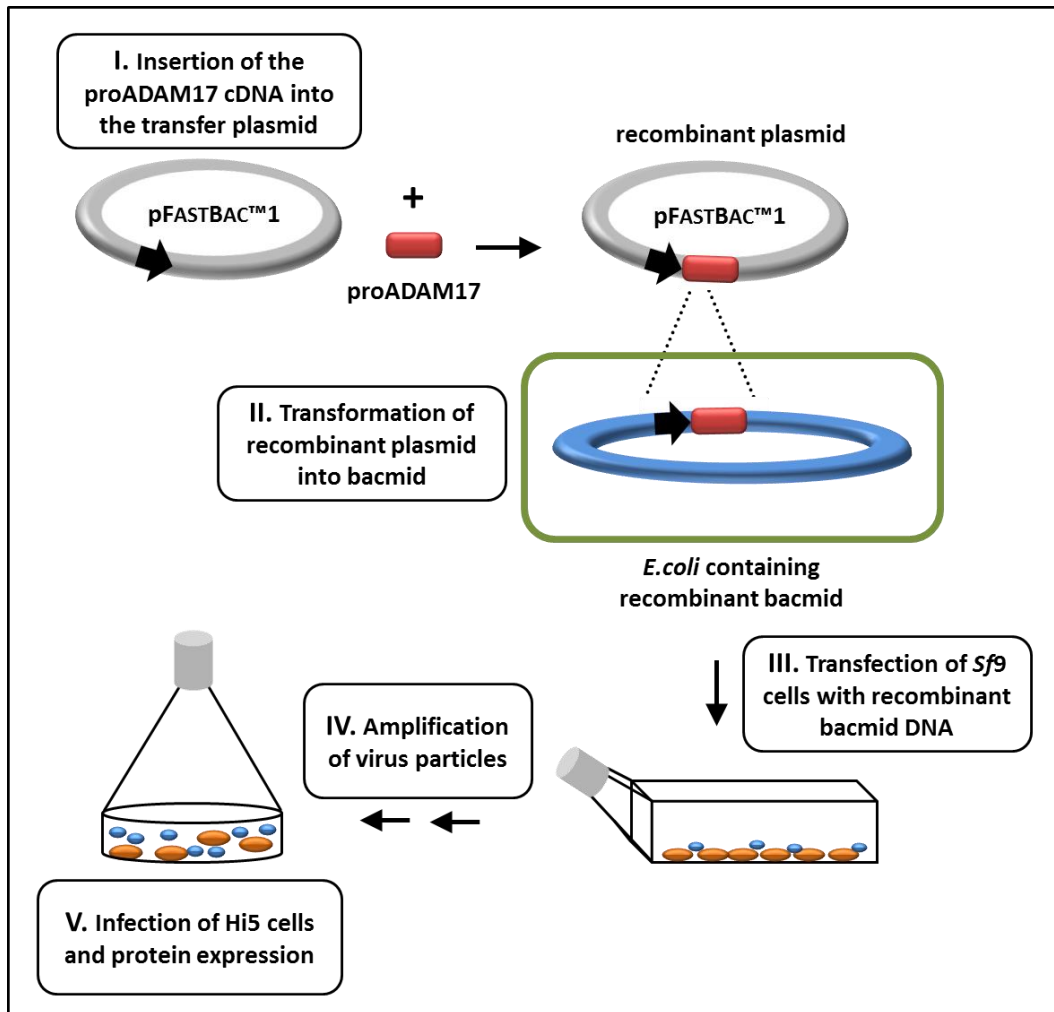 I. Insertion of the
proADAM17 cDNA into
the transfer plasmid
recombinant plasmid
pFASTBAC™1
+
pFASTBAC™1
proADAM17
II. Transformation of
recombinant plasmid
into bacmid
E.coli containing
recombinant bacmid
III. Transfection of Sf9
cells with recombinant
bacmid DNA
IV. Amplification
of virus particles
V. Infection of Hi5 cells
and protein expression